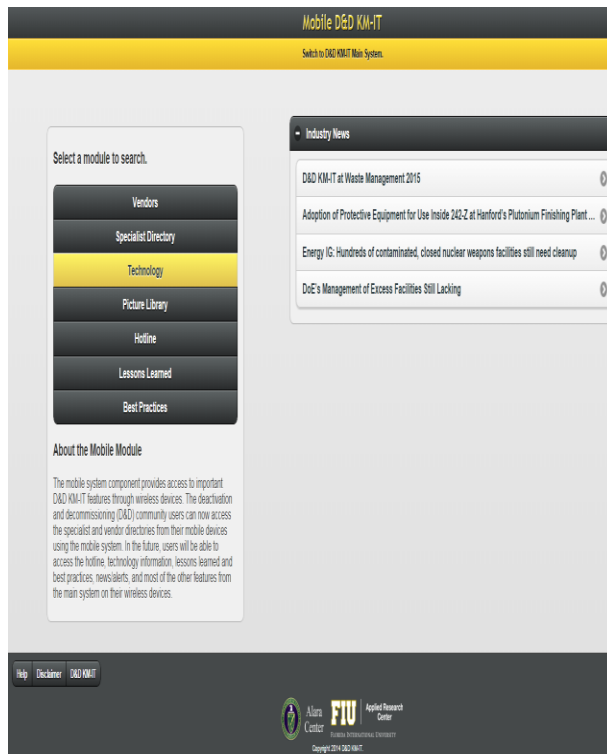 Mobile D&D KM-IT
Switch to D&D KM-IT Main System.
Select a module to search.
Vendors
Specialist Directory
Technology
Picture Library
Hotline
Lessons Learned
Best Practices
About the Mobile Module
The mobile system component provides access to important
D&D KM-IT features through wireless devices. The deactivation
and decommissioning (D&D) community users can now access
the specialist and vendor directories from their mobile devices
using the mobile system. In the future, users will be able to
access the hotline, technology information, lessons learned and
best practices, news/alerts, and most of the other features from
the main system on their wireless devices.
Industry News
D&D KM-IT at Waste Management 2015
Adoption of Protective Equipment for Use Inside 242-Z at Hanford's Plutonium Finishing Plant ...
Energy IG: Hundreds of contaminated, closed nuclear weapons facilities still need cleanup
DoE's Management of Excess Facilities Still Lacking
Help Disclaimer D&D KM-IT
Alara
Center
FIU
Applied Research
Center
FLORIDA INTERNATIONAL UNIVERSITY
Copyright 2014 D&D KM-IT.